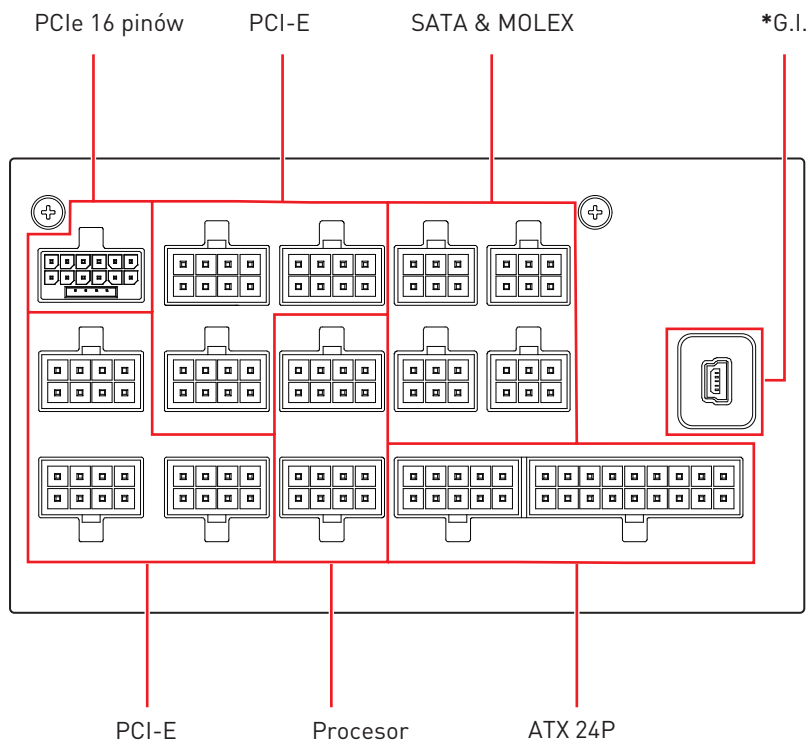 PCIe 16 pinów
PCI-E
SATA & MOLEX
*G.I.
PCI-E
Procesor
ATX 24P